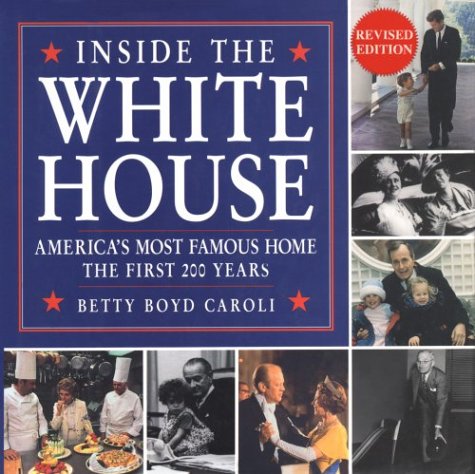 INSIDE THE
WHITE
HOUSE
AMERICA'S MOST FAMOUS HOME
THE FIRST 200 YEARS
BETTY BOYD CAROLI
REVISED
EDITION